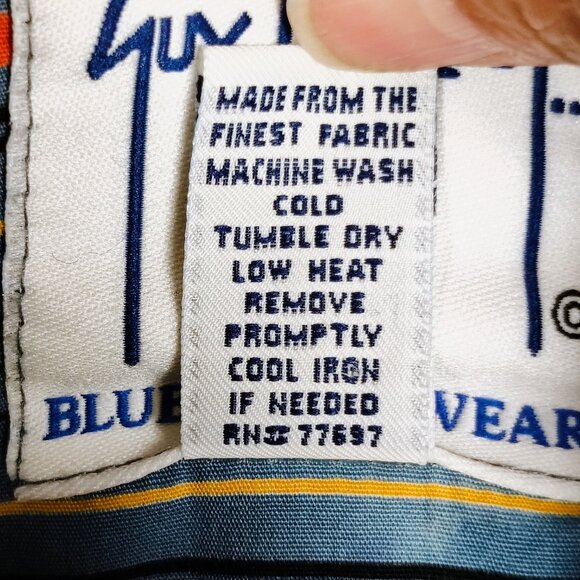 Guy
MADE FROM THE
FINEST FABRIC
MACHINE WASH
COLD
TUMBLE DRY
LOW HEAT
REMOVE
PROMPTLY
COOL IRON
IF NEEDED
RN# 77697
BLUE WEAR
©